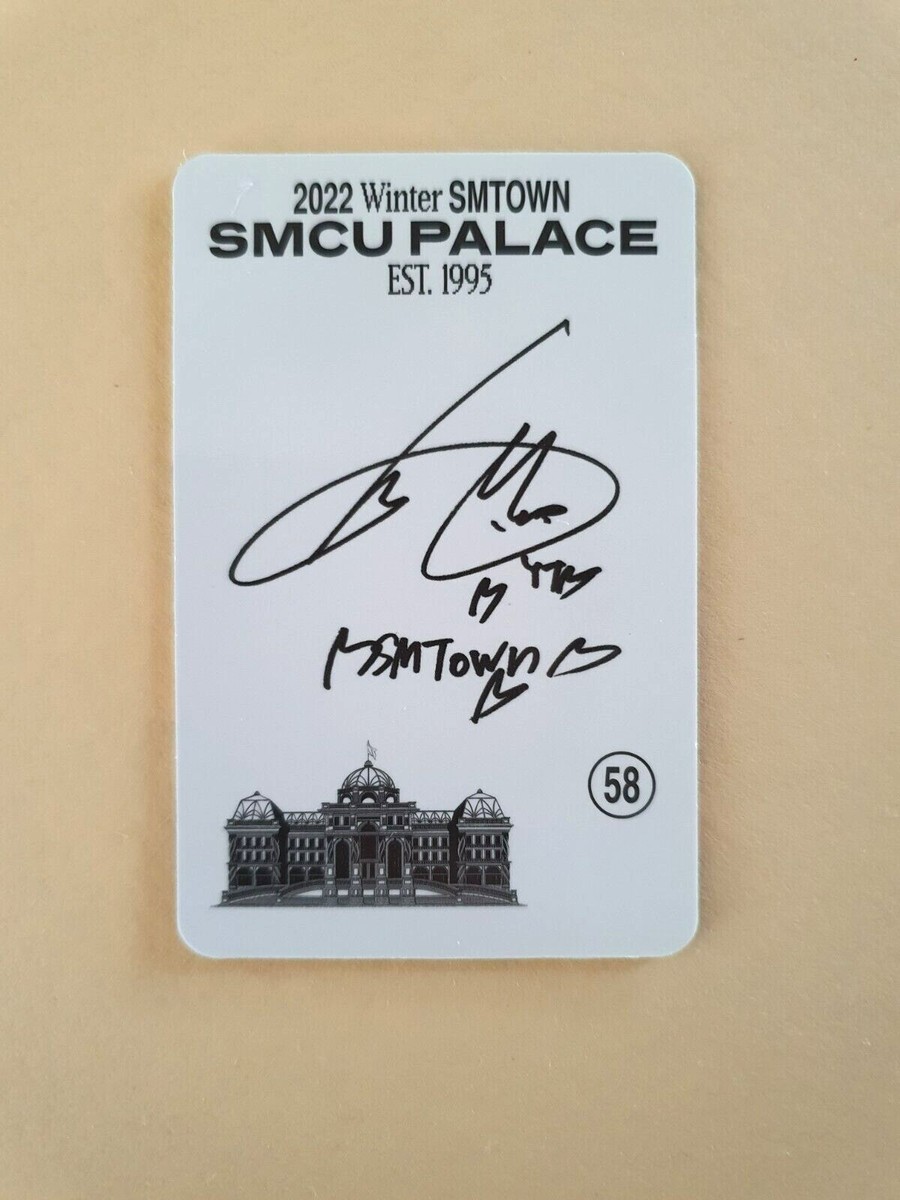 2022 Winter SMTOWN
SMCU PALACE
EST. 1995
SMTOWN
58